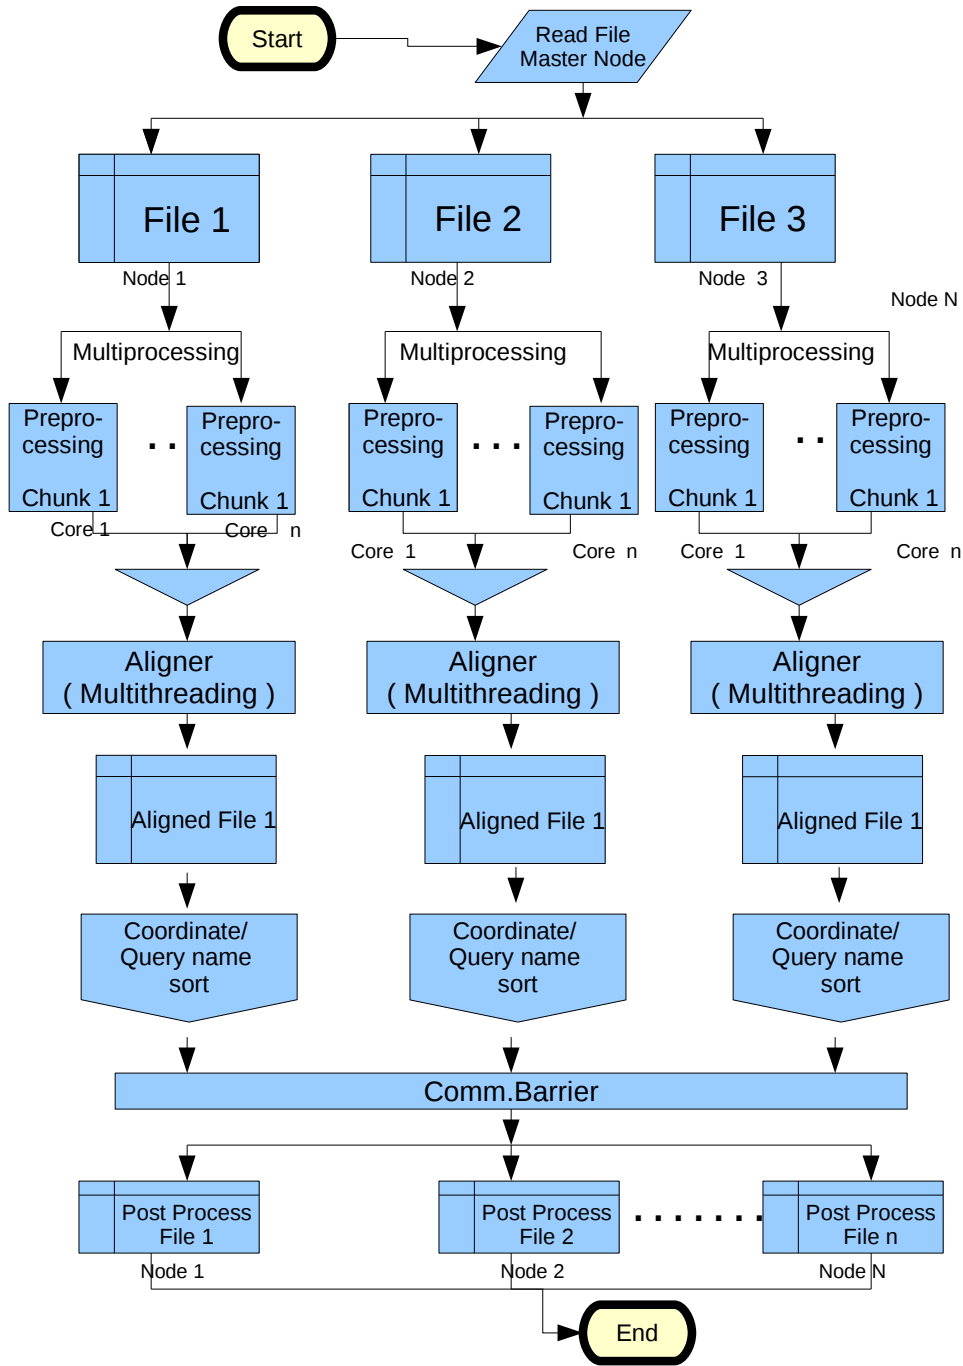 Start
Read File
Master Node
File 1
File 2
File 3
Node 1
Node 2
Node 3
Node N
Multiprocessing
Multiprocessing
Multiprocessing
Prepro-
cessing
Chunk 1
. .
Prepro-
cessing
Chunk 1
Prepro-
cessing
Chunk 1
. . .
Prepro-
cessing
Chunk 1
Prepro-
cessing
Chunk 1
. .
Prepro-
cessing
Chunk 1
Core 1
Core n
Core 1
Core n
Core 1
Core n
Aligner
( Multithreading )
Aligner
( Multithreading )
Aligner
( Multithreading )
Aligned File 1
Aligned File 1
Aligned File 1
Coordinate/
Query name
sort
Coordinate/
Query name
sort
Coordinate/
Query name
sort
Comm.Barrier
Post Process
File 1
Post Process
File 2
. . . . . . .
Post Process
File n
Node 1
Node 2
Node N
End